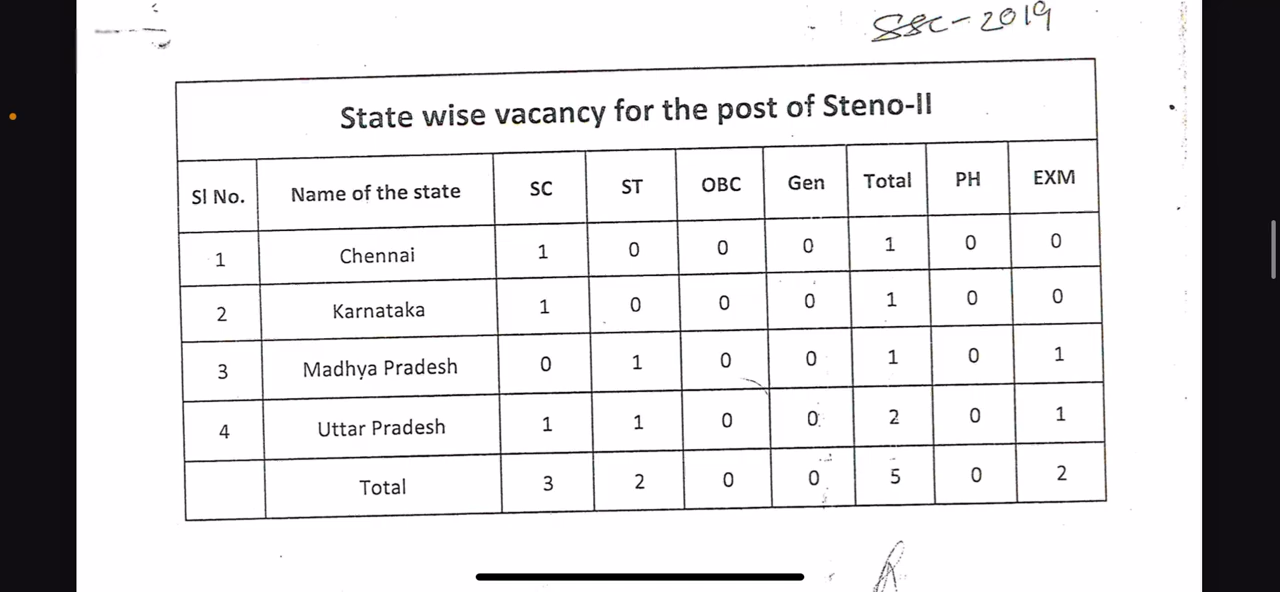 SSC-2019
State wise vacancy for the post of Steno-II
Sl No. Name of the state SC ST OBC Gen Total PH EXM
1 Chennai 1 0 0 0 1 0 0
2 Karnataka 1 0 0 0 1 0 0
3 Madhya Pradesh 0 1 0 0 1 0 1
4 Uttar Pradesh 1 1 0 0 2 0 1
Total 3 2 0 0 5 0 2